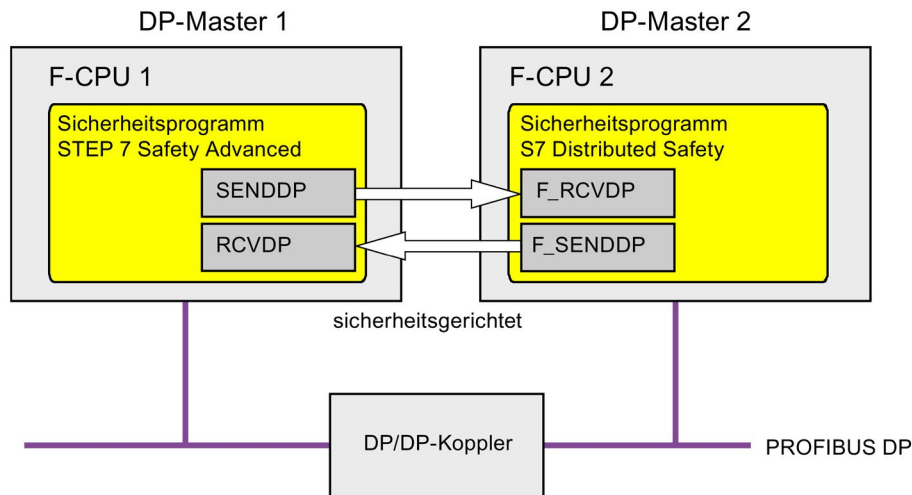 DP-Master 1
DP-Master 2
F-CPU 1
F-CPU 2
Sicherheitsprogramm
STEP 7 Safety Advanced
Sicherheitsprogramm
S7 Distributed Safety
SENDDP
F_RCVDP
RCVDP
F_SENDDP
sicherheitsgerichtet
DP/DP-Koppler
PROFIBUS DP